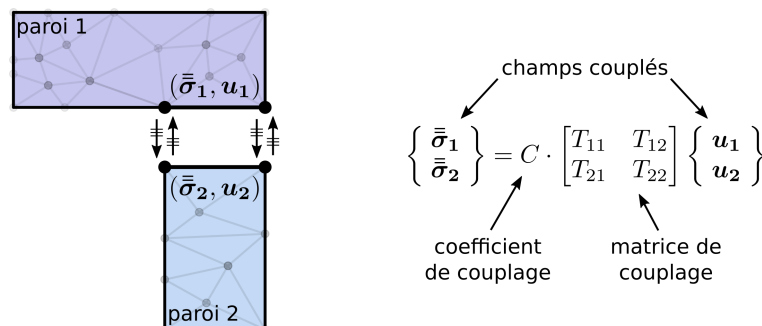 paroi 1
(σ̿₁, u₁)
(σ̿₂, u₂)
paroi 2
champs couplés
{ σ̿₁ σ̿₂ } = C · [ T₁₁ T₁₂ T₂₁ T₂₂ ] { u₁ u₂ }
coefficient
de couplage
matrice de
couplage